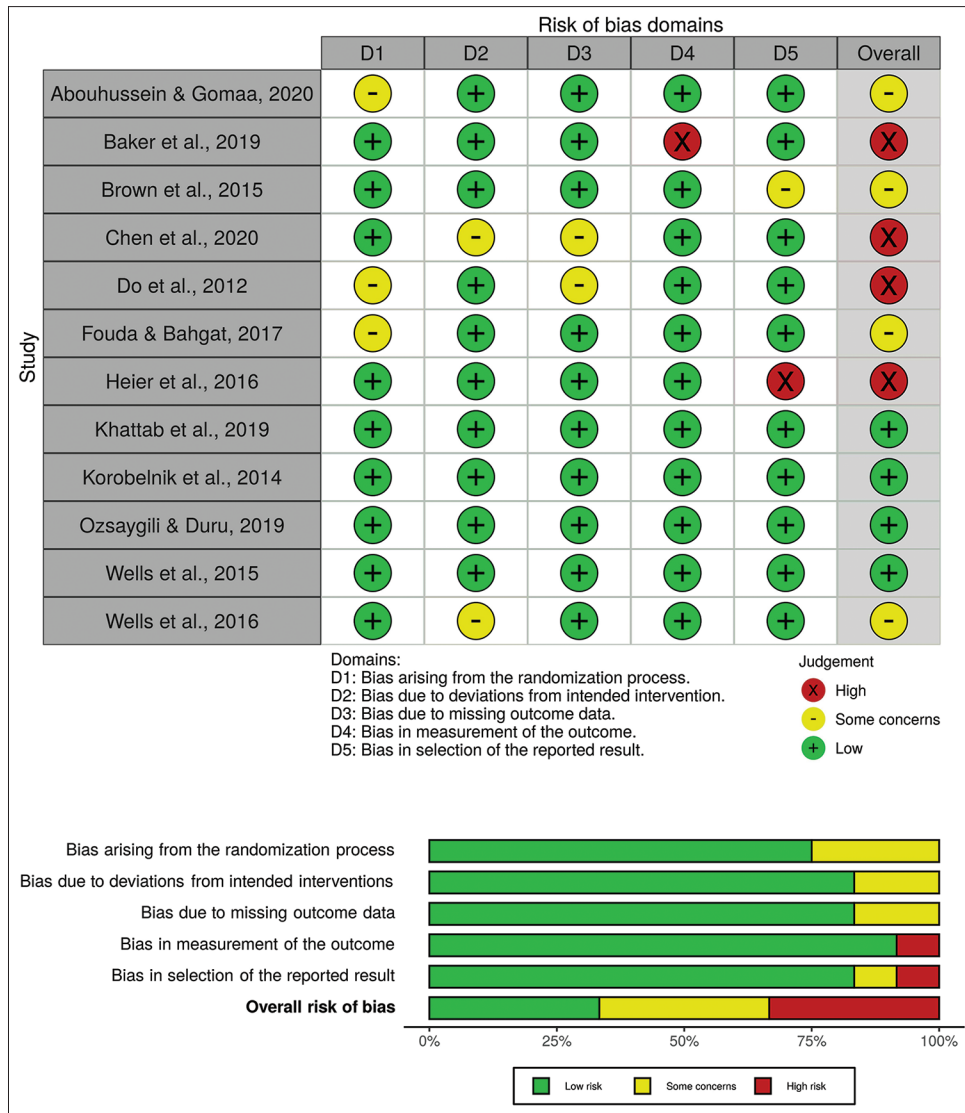 Risk of bias domains
D1 D2 D3 D4 D5 Overall
Study
Abouhussein & Gomaa, 2020 - + + + + -
Baker et al., 2019 + + + X + X
Brown et al., 2015 + + + + - -
Chen et al., 2020 + - - + + X
Do et al., 2012 - + - + + X
Fouda & Bahgat, 2017 - + + + + -
Heier et al., 2016 + + + + X X
Khattab et al., 2019 + + + + + +
Korobelnik et al., 2014 + + + + + +
Ozsaygili & Duru, 2019 + + + + + +
Wells et al., 2015 + + + + + +
Wells et al., 2016 + - + + + -
Domains:
D1: Bias arising from the randomization process.
D2: Bias due to deviations from intended intervention.
D3: Bias due to missing outcome data.
D4: Bias in measurement of the outcome.
D5: Bias in selection of the reported result.
Judgement
X High
- Some concerns
+ Low
Bias arising from the randomization process
Bias due to deviations from intended interventions
Bias due to missing outcome data
Bias in measurement of the outcome
Bias in selection of the reported result
Overall risk of bias
0% 25% 50% 75% 100%
Low risk Some concerns High risk